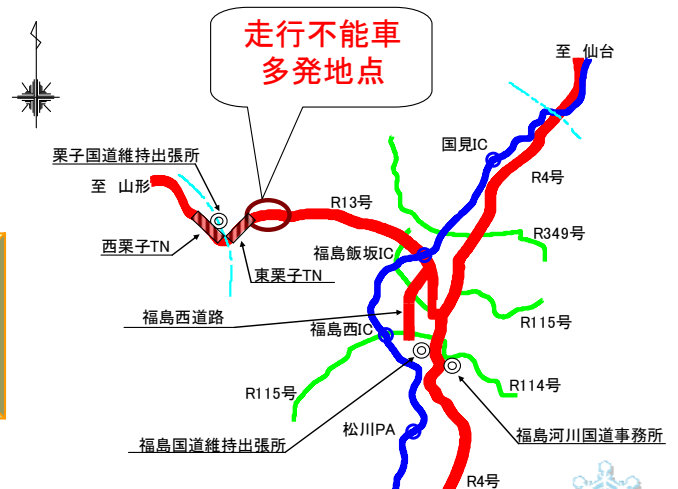 走行不能車
多発地点
至 仙台
国見IC
栗子国道維持出張所
R4号
至 山形
R13号
R349号
西栗子TN
福島飯坂IC
東栗子TN
福島西道路
R115号
福島西IC
R115号
R114号
松川PA
福島河川国道事務所
福島国道維持出張所
R4号